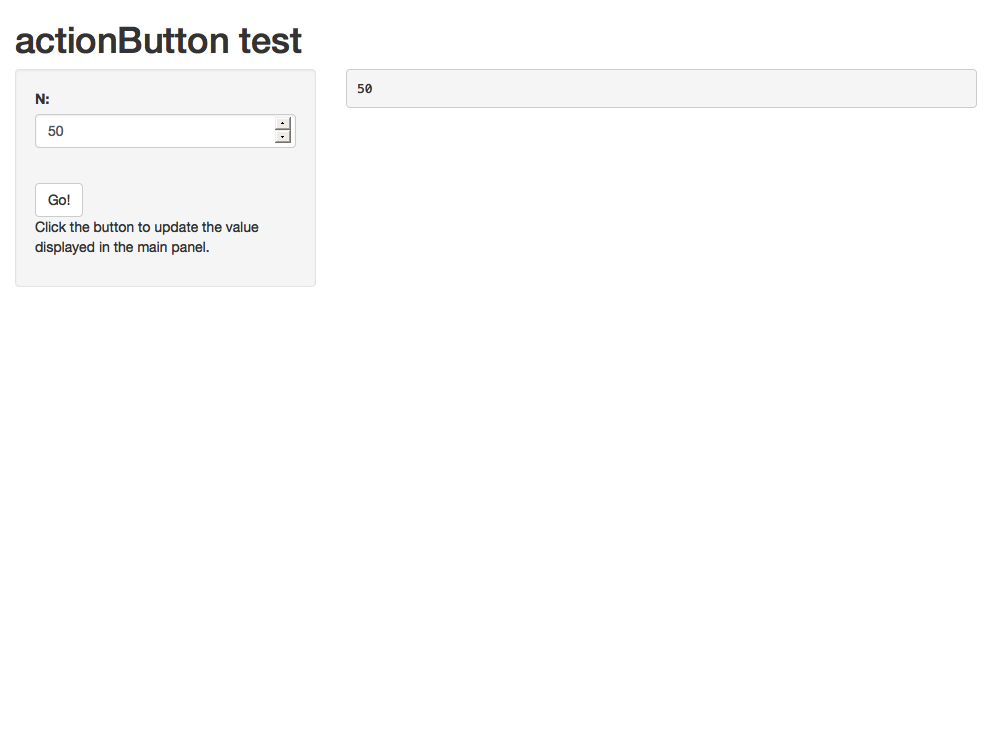 actionButton test
N:
50
Go!
Click the button to update the value
displayed in the main panel.
50